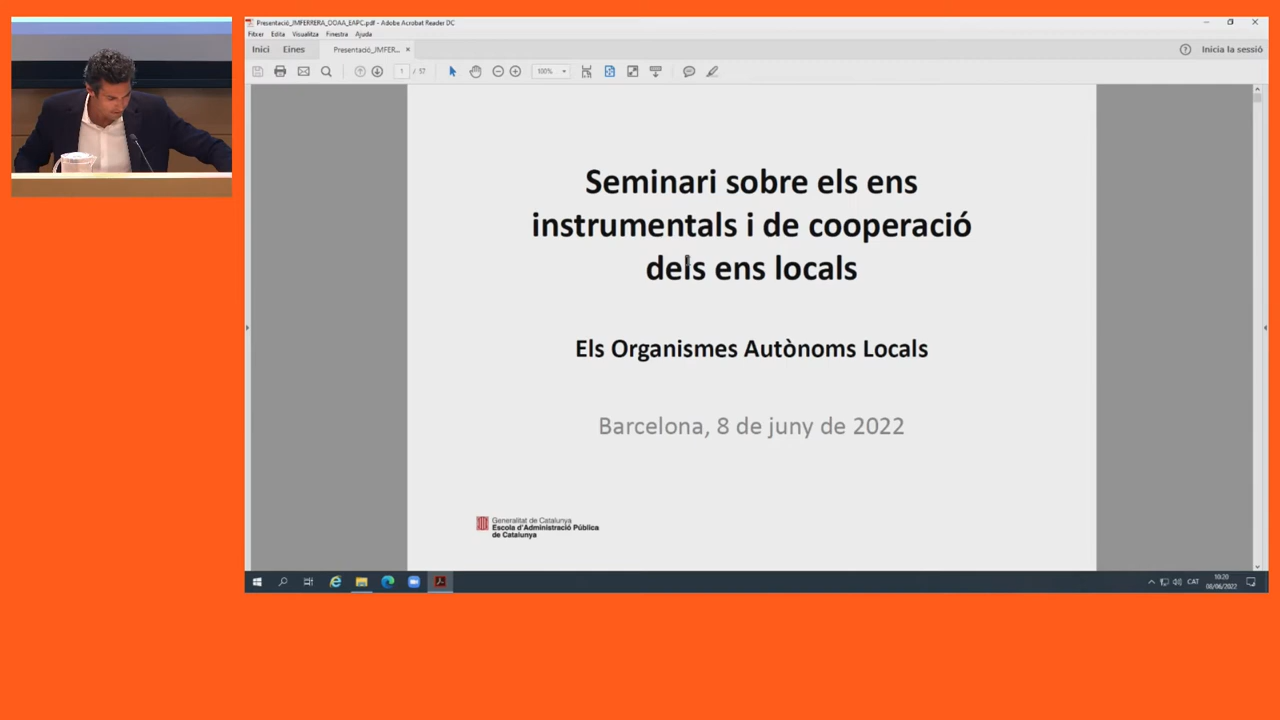 Presentació_JMFERRERA_OOAA_EAPC.pdf - Adobe Acrobat Reader DC
Fitxer Edita Visualitza Finestra Ajuda
Inici Eines Presentació_JMFER... × Inicia la sessió
1 / 57 100%
Seminari sobre els ens
instrumentals i de cooperació
dels ens locals
Els Organismes Autònoms Locals
Barcelona, 8 de juny de 2022
Generalitat de Catalunya
Escola d'Administració Pública
de Catalunya
CAT
10:20
08/06/2022